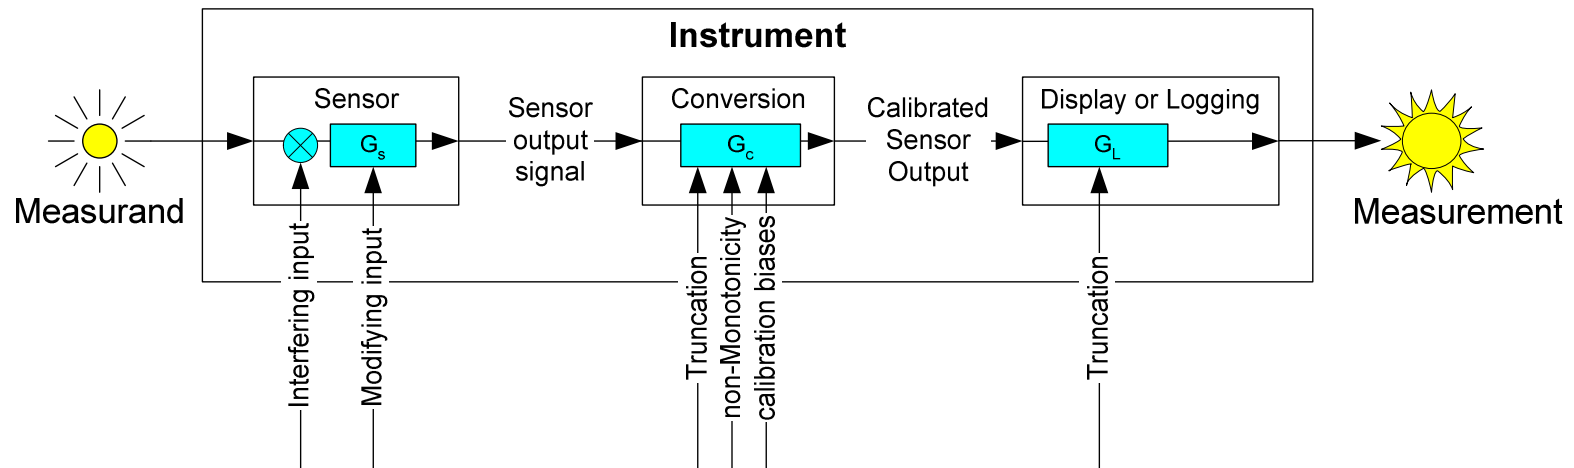 Instrument
Sensor
Conversion
Display or Logging
Sensor
output
signal
Calibrated
Sensor
Output
Gs
Gc
GL
Measurand
Measurement
Interfering input
Modifying input
Truncation
non-Monotonicity
calibration biases
Truncation